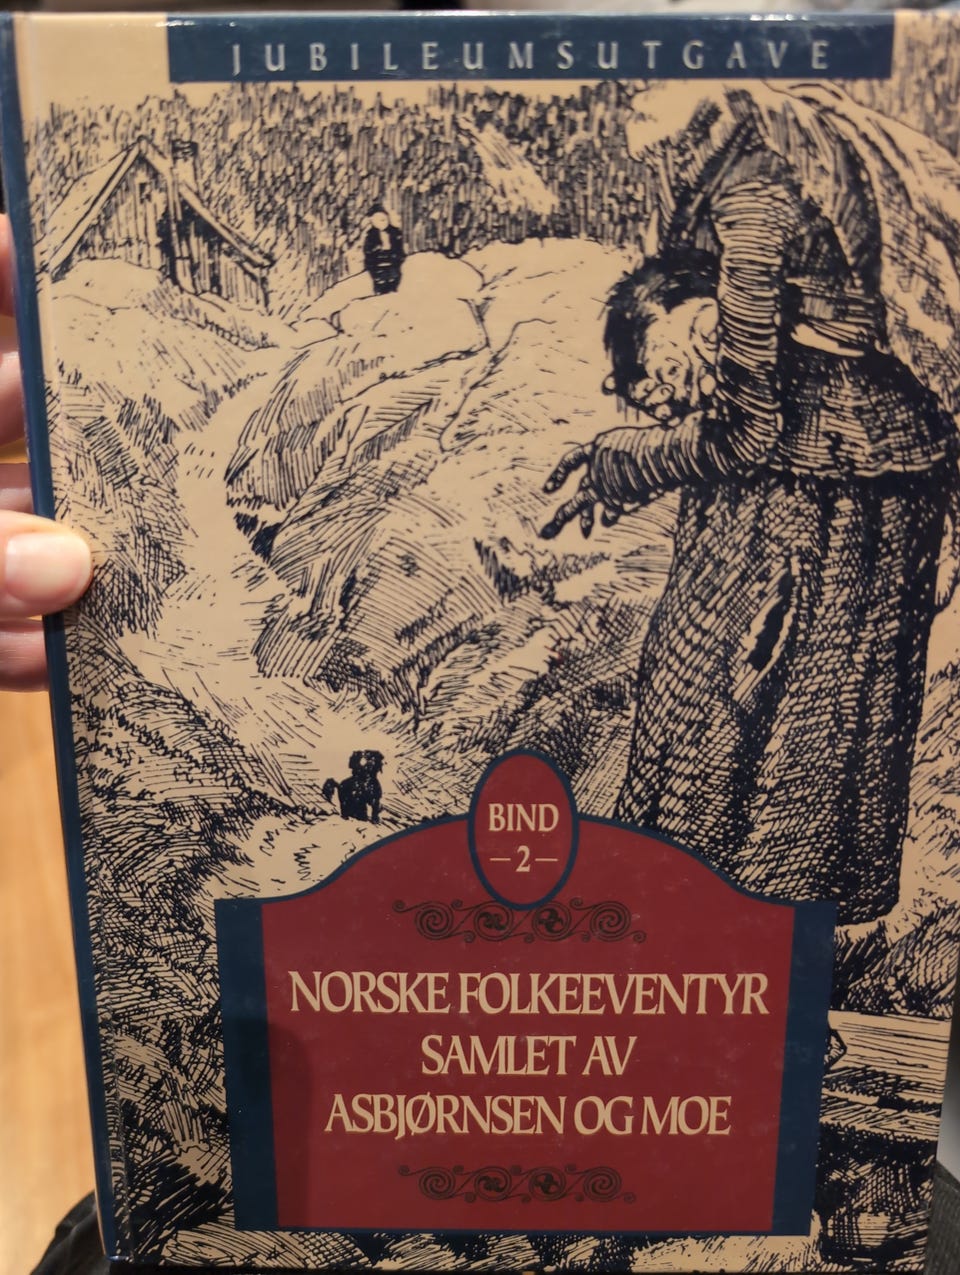 JUBILEUMSUTGAVE
BIND
–2–
NORSKE FOLKEEVENTYR
SAMLET AV
ASBJØRNSEN OG MOE